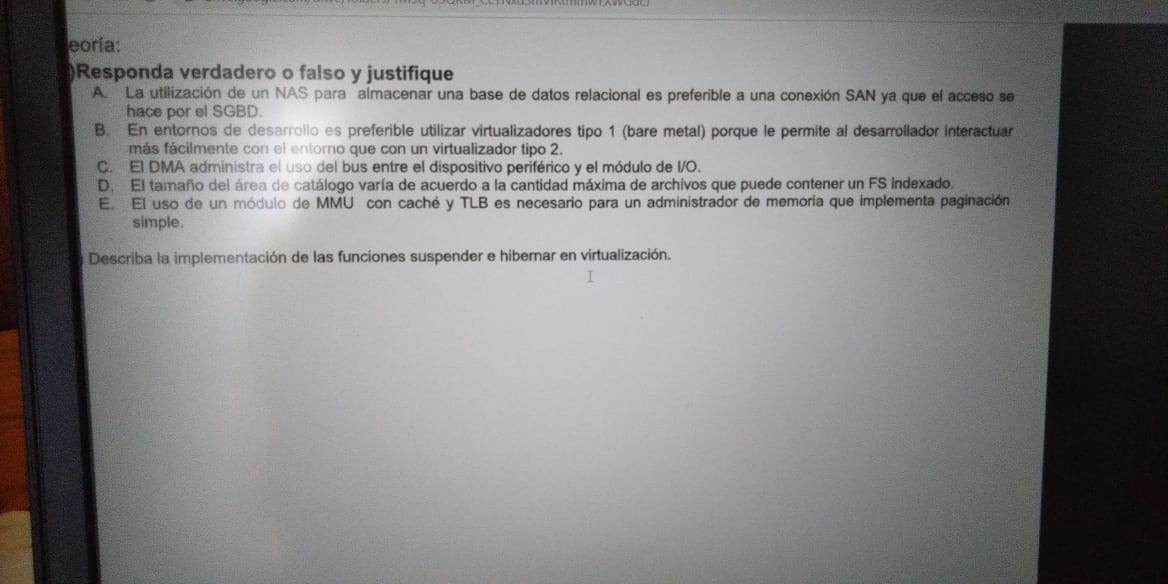 eoría:
)Responda verdadero o falso y justifique
A. La utilización de un NAS para almacenar una base de datos relacional es preferible a una conexión SAN ya que el acceso se
hace por el SGBD.
B. En entornos de desarrollo es preferible utilizar virtualizadores tipo 1 (bare metal) porque le permite al desarrollador interactuar
más fácilmente con el entorno que con un virtualizador tipo 2.
C. El DMA administra el uso del bus entre el dispositivo periférico y el módulo de I/O.
D. El tamaño del área de catálogo varía de acuerdo a la cantidad máxima de archivos que puede contener un FS indexado.
E. El uso de un módulo de MMU con caché y TLB es necesario para un administrador de memoria que implementa paginación
simple.
Describa la implementación de las funciones suspender e hibernar en virtualización.